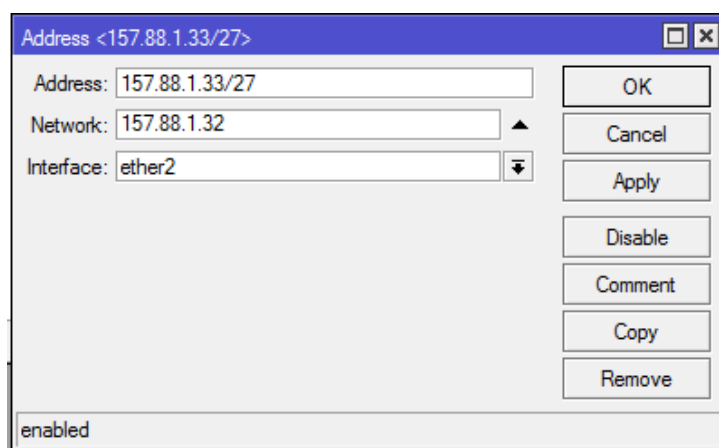 Address <157.88.1.33/27>
Address: 157.88.1.33/27
OK
Network: 157.88.1.32
Cancel
Interface: ether2
Apply
Disable
Comment
Copy
Remove
enabled